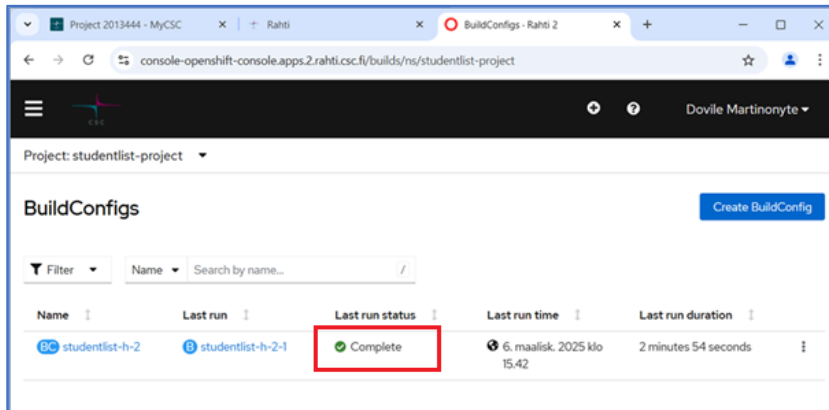 Project 2013444 - MyCSC
Rahti
BuildConfigs - Rahti 2
console-openshift-console.apps.2.rahti.csc.fi/builds/ns/studentlist-project
CSC
Dovile Martinonyte
Project: studentlist-project
BuildConfigs
Create BuildConfig
Filter
Name
Search by name...
/
Name
Last run
Last run status
Last run time
Last run duration
BC studentlist-h-2
B studentlist-h-2-1
Complete
6. maalisk. 2025 klo
15.42
2 minutes 54 seconds